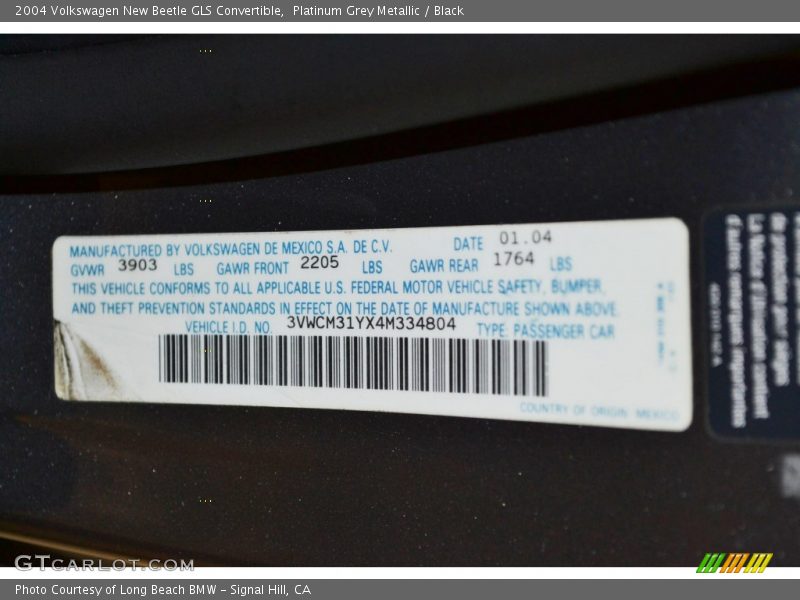 2004 Volkswagen New Beetle GLS Convertible,  Platinum Grey Metallic / Black
MANUFACTURED BY VOLKSWAGEN DE MEXICO S.A. DE C.V. DATE 01.04
GVWR 3903 LBS GAWR FRONT 2205 LBS GAWR REAR 1764 LBS
THIS VEHICLE CONFORMS TO ALL APPLICABLE U.S. FEDERAL MOTOR VEHICLE SAFETY, BUMPER,
AND THEFT PREVENTION STANDARDS IN EFFECT ON THE DATE OF MANUFACTURE SHOWN ABOVE.
VEHICLE I.D. NO. 3VWCM31YX4M334804 TYPE: PASSENGER CAR
COUNTRY OF ORIGIN MEXICO
GTCARLOT.COM
Photo Courtesy of Long Beach BMW - Signal Hill, CA